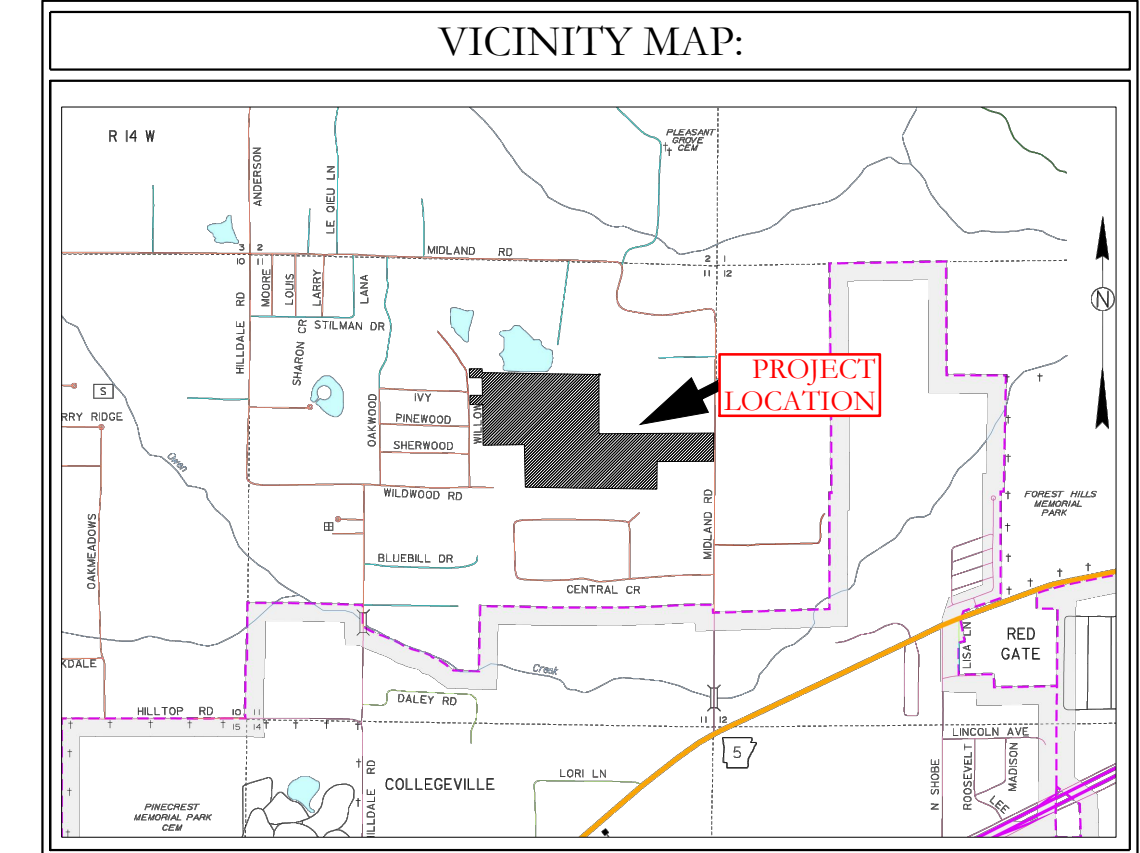 VICINITY MAP:
R 14 W
PLEASANT
GROVE
CEM
ANDERSON
LE QIEU LN
MIDLAND RD
3 2
10 11
2 1
11 12
HILLDALE RD
MOORE
LOUIS
LARRY
LANA
STILMAN DR
SHARON CR
N
PROJECT
LOCATION
S
RRY RIDGE
OAKWOOD
IVY
PINEWOOD
SHERWOOD
WILLOW
WILDWOOD RD
Owen
OAKMEADOWS
BLUEBILL DR
MIDLAND RD
CENTRAL CR
FOREST HILLS
MEMORIAL
PARK
LISA LN
RED
GATE
KDALE
Creek
DALEY RD
HILLTOP RD
10 11
15 14
11 12
5
LINCOLN AVE
LORI LN
COLLEGEVILLE
ILLDALE RD
N SHOBE
ROOSEVELT
MADISON
LEE
PINECREST
MEMORIAL PARK
CEM